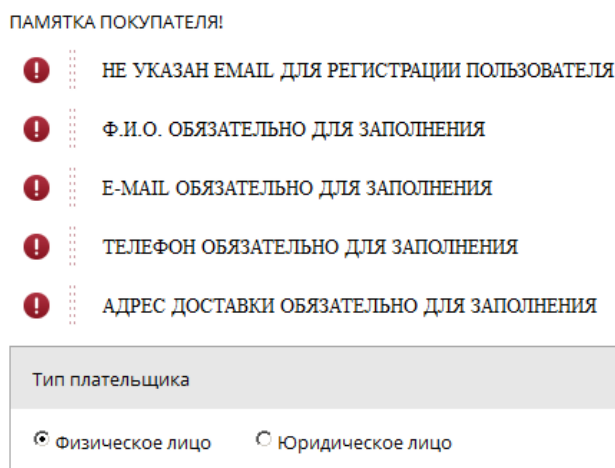 ПАМЯТКА ПОКУПАТЕЛЯ!
НЕ УКАЗАН EMAIL ДЛЯ РЕГИСТРАЦИИ ПОЛЬЗОВАТЕЛЯ
Ф.И.О. ОБЯЗАТЕЛЬНО ДЛЯ ЗАПОЛНЕНИЯ
E-MAIL ОБЯЗАТЕЛЬНО ДЛЯ ЗАПОЛНЕНИЯ
ТЕЛЕФОН ОБЯЗАТЕЛЬНО ДЛЯ ЗАПОЛНЕНИЯ
АДРЕС ДОСТАВКИ ОБЯЗАТЕЛЬНО ДЛЯ ЗАПОЛНЕНИЯ
Тип плательщика
Физическое лицо Юридическое лицо